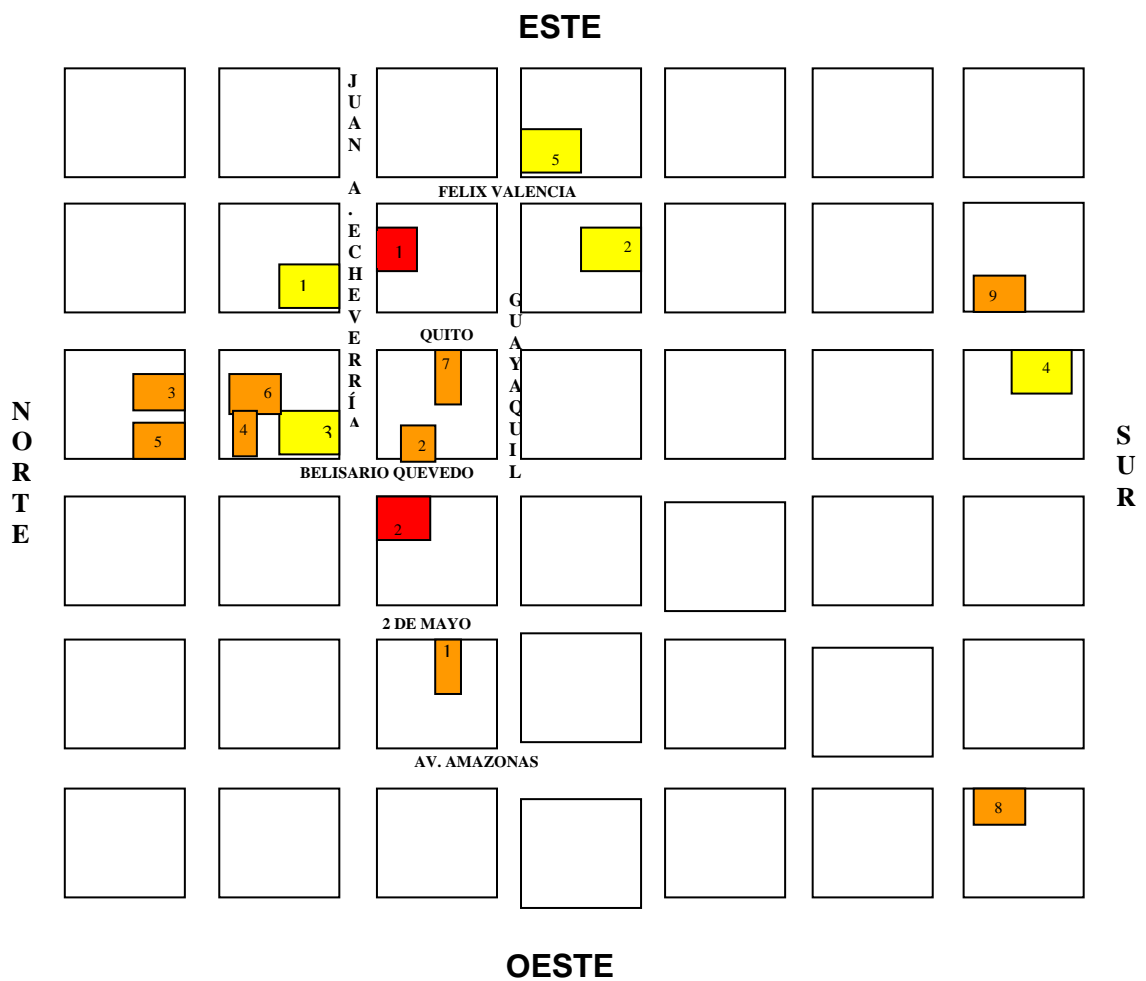 ESTE
JUAN A. ECHEVERRÍA
5
FELIX VALENCIA
1
1
2
9
GUAYAQUIL
QUITO
7
4
3
6
NORTE
SUR
5
4
3
2
BELISARIO QUEVEDO
2
2 DE MAYO
1
AV. AMAZONAS
8
OESTE